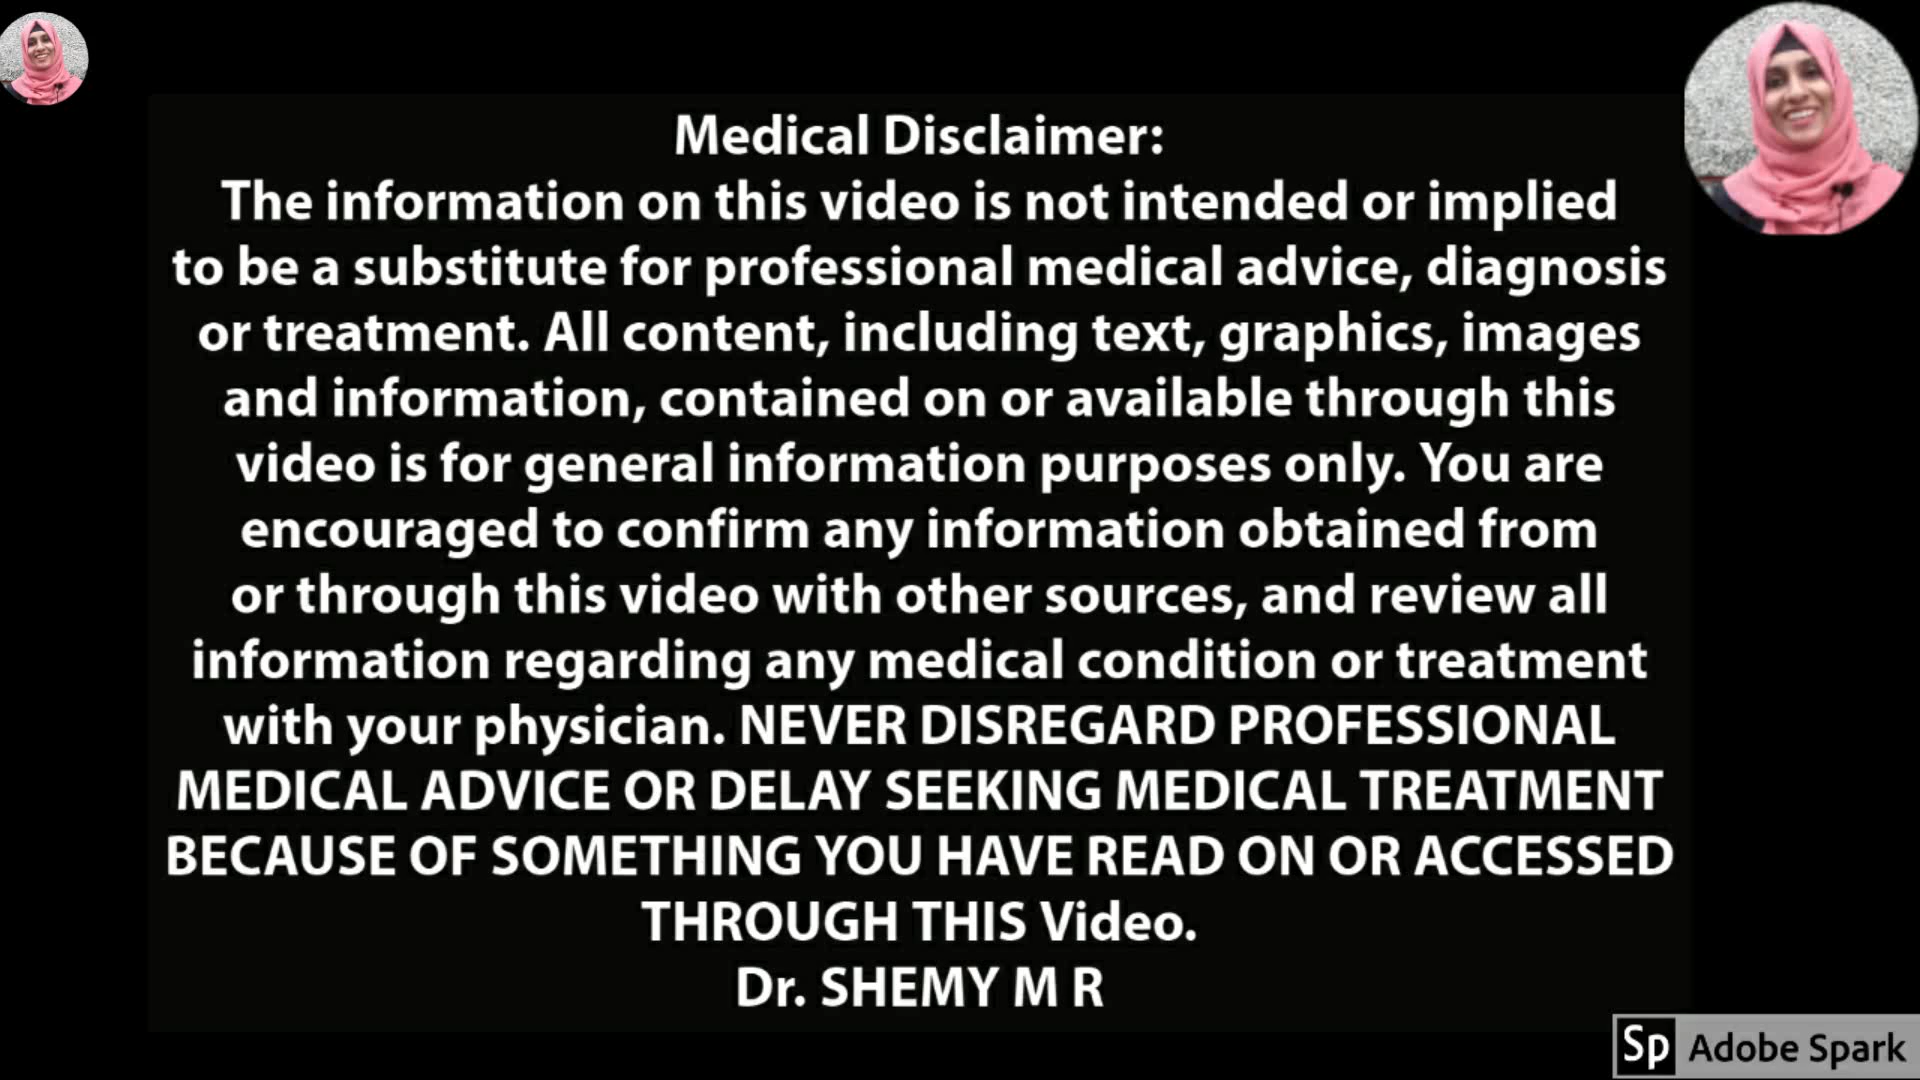 Medical Disclaimer:
The information on this video is not intended or implied
to be a substitute for professional medical advice, diagnosis
or treatment. All content, including text, graphics, images
and information, contained on or available through this
video is for general information purposes only. You are
encouraged to confirm any information obtained from
or through this video with other sources, and review all
information regarding any medical condition or treatment
with your physician. NEVER DISREGARD PROFESSIONAL
MEDICAL ADVICE OR DELAY SEEKING MEDICAL TREATMENT
BECAUSE OF SOMETHING YOU HAVE READ ON OR ACCESSED
THROUGH THIS Video.
Dr. SHEMY M R
Sp Adobe Spark